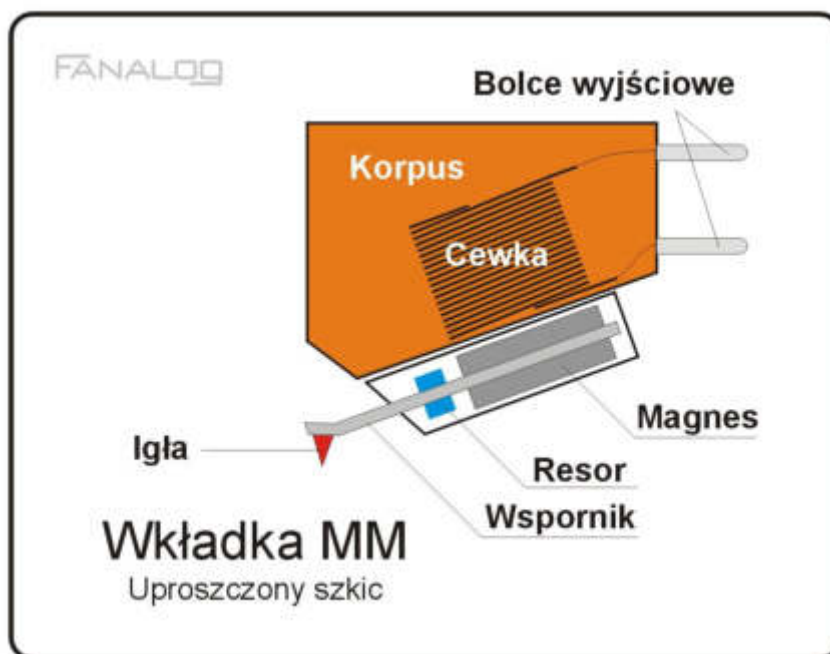 FANALOG
Bolce wyjściowe
Korpus
Cewka
Magnes
Igła
Resor
Wspornik
Wkładka MM
Uproszczony szkic